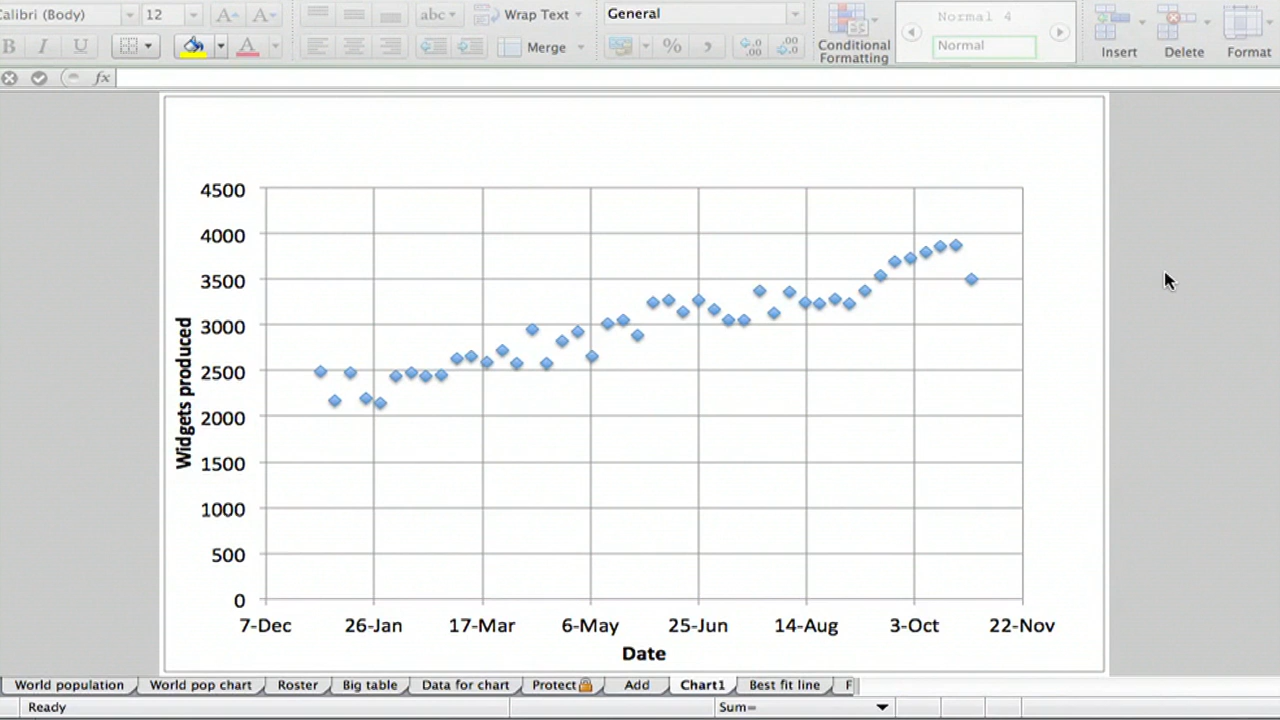 Calibri (Body) 12 A A abc Wrap Text General
Normal 4
B I U A Merge % Normal
Conditional
Formatting
Insert Delete Format
fx
4500
4000
3500
3000
2500
2000
1500
1000
500
0
Widgets produced
7-Dec 26-Jan 17-Mar 6-May 25-Jun 14-Aug 3-Oct 22-Nov
Date
World population World pop chart Roster Big table Data for chart Protect Add Chart1 Best fit line F
Ready Sum=